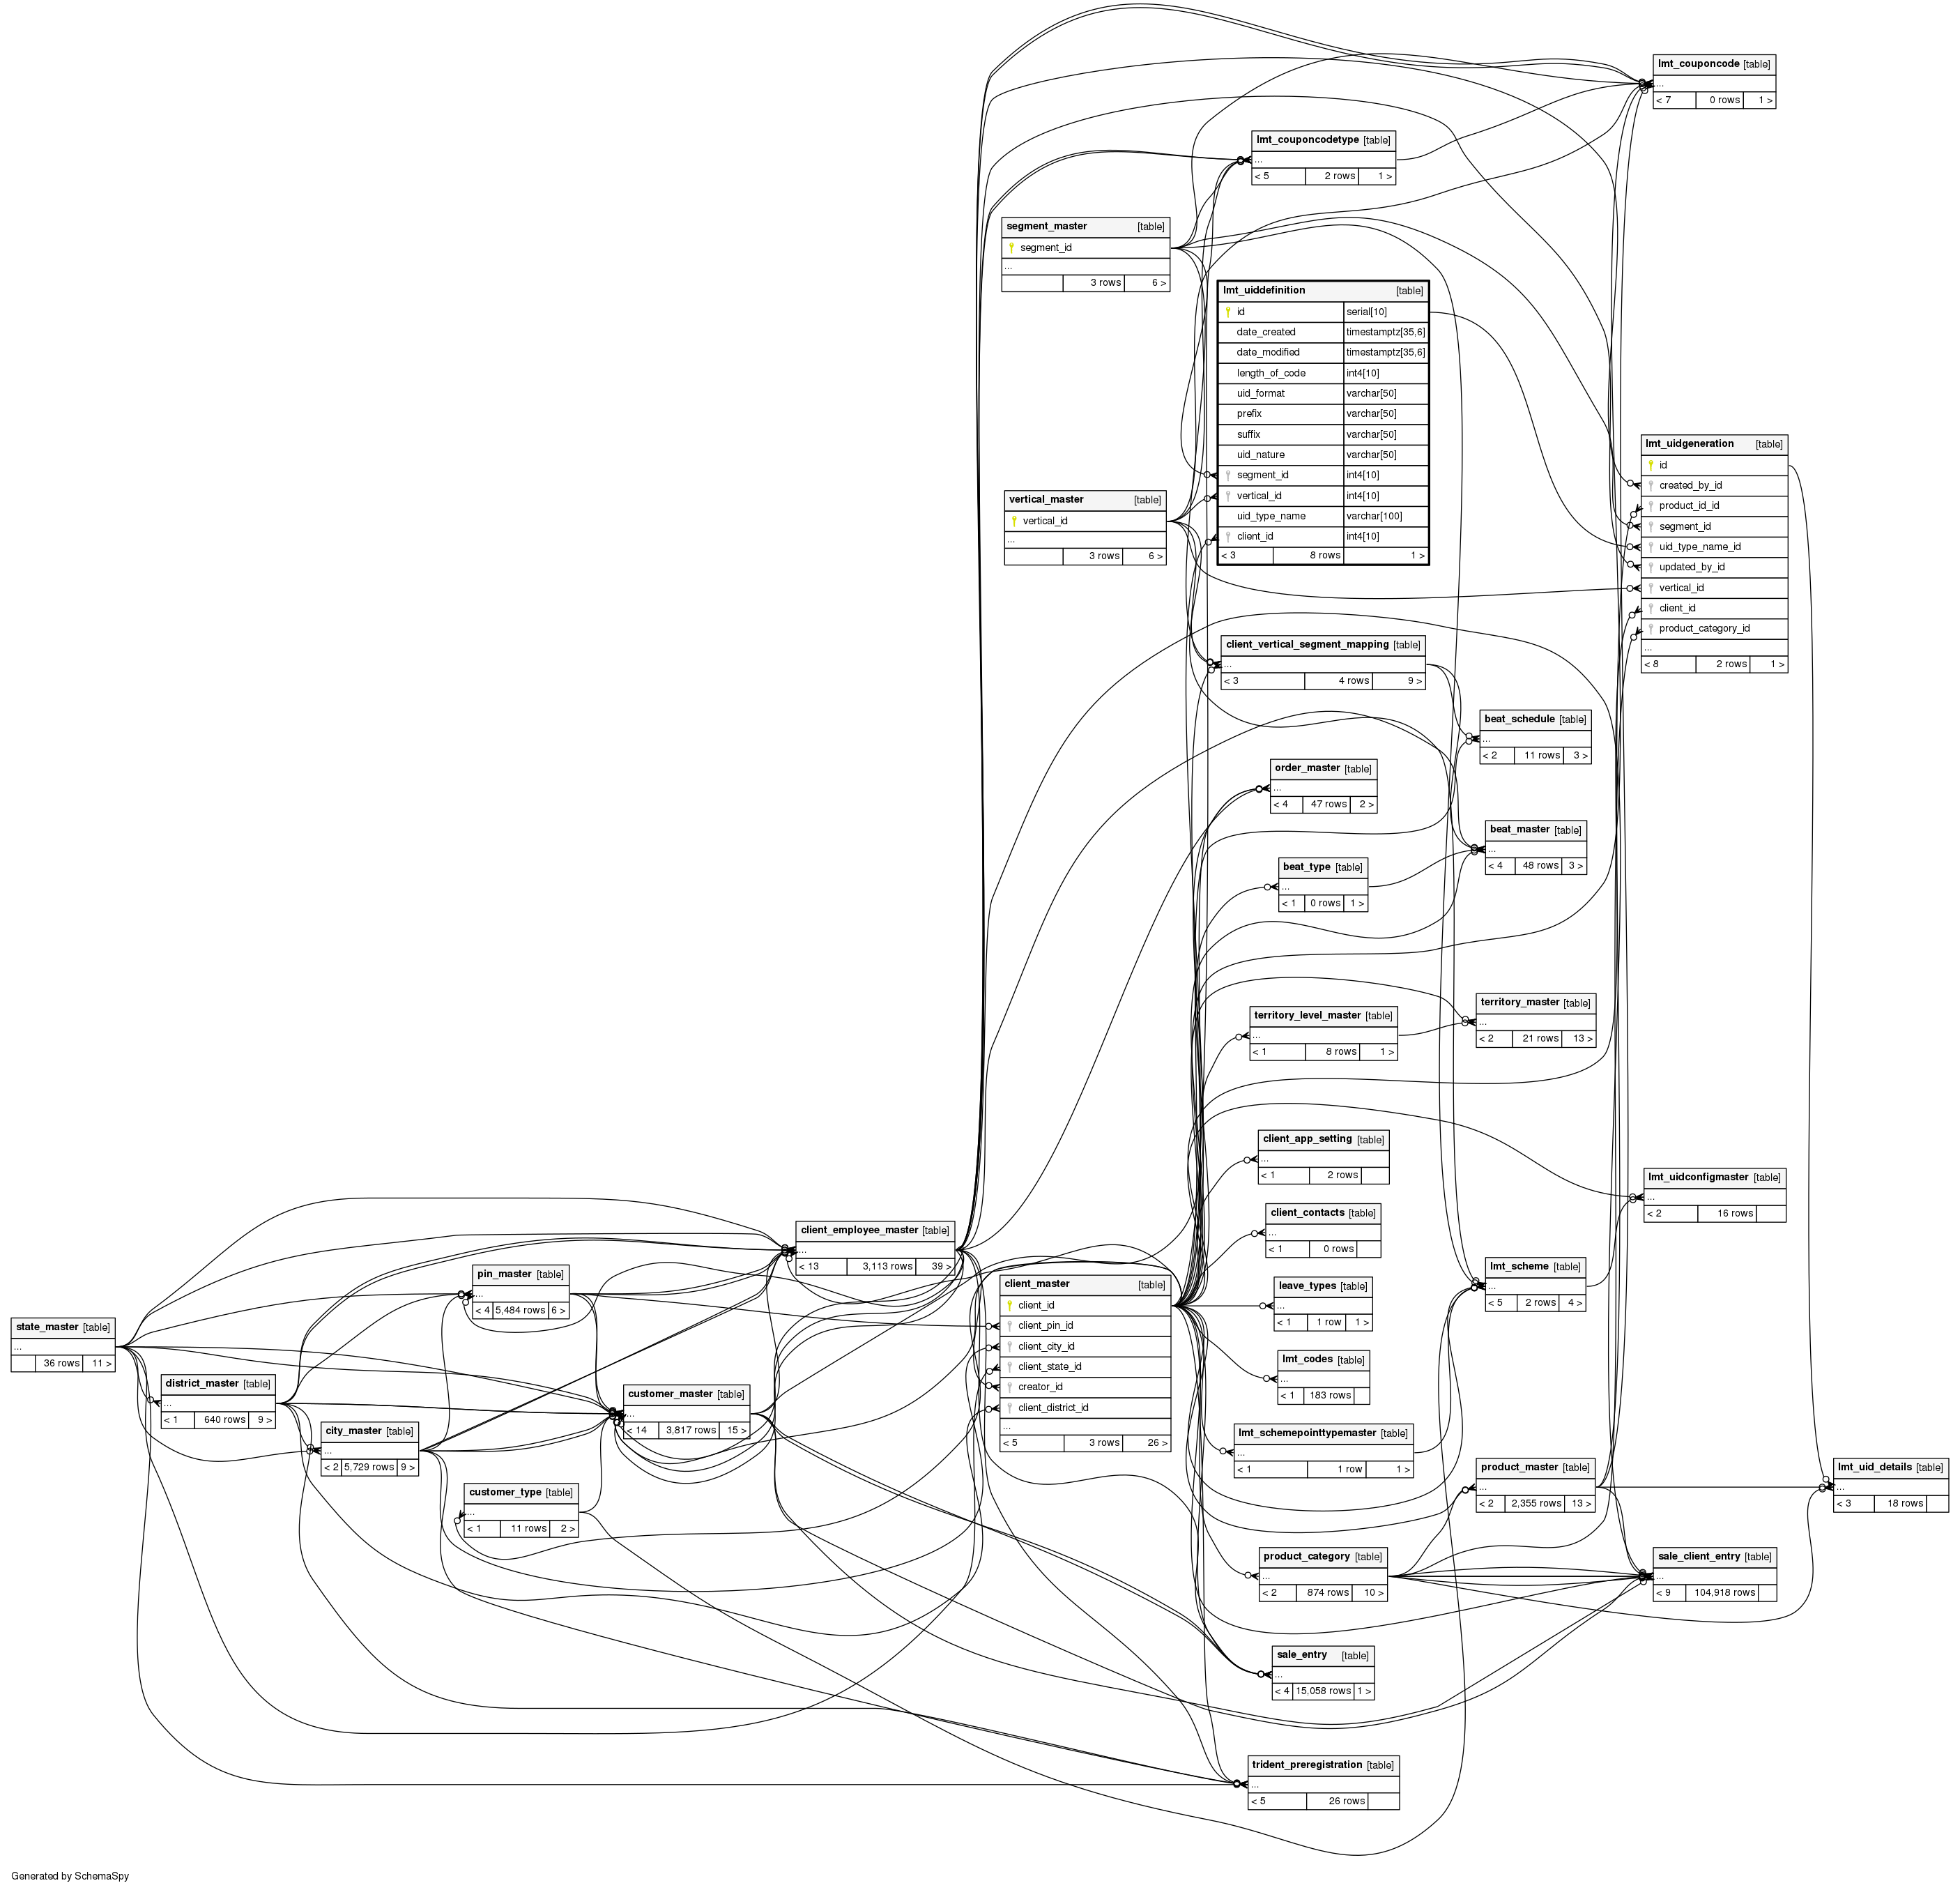 lmt_couponcode [table]
...
< 7 0 rows 1 >
lmt_couponcodetype [table]
...
< 5 2 rows 1 >
segment_master [table]
segment_id
...
3 rows 6 >
lmt_uiddefinition [table]
id serial[10]
date_created timestamptz[35,6]
date_modified timestamptz[35,6]
length_of_code int4[10]
uid_format varchar[50]
prefix varchar[50]
suffix varchar[50]
uid_nature varchar[50]
segment_id int4[10]
vertical_id int4[10]
uid_type_name varchar[100]
client_id int4[10]
< 3 8 rows 1 >
lmt_uidgeneration [table]
id
created_by_id
product_id_id
segment_id
uid_type_name_id
updated_by_id
vertical_id
client_id
product_category_id
...
< 8 2 rows 1 >
vertical_master [table]
vertical_id
...
3 rows 6 >
client_vertical_segment_mapping [table]
...
< 3 4 rows 9 >
beat_schedule [table]
...
< 2 11 rows 3 >
order_master [table]
...
< 4 47 rows 2 >
beat_master [table]
...
< 4 48 rows 3 >
beat_type [table]
...
< 1 0 rows 1 >
territory_master [table]
...
< 2 21 rows 13 >
territory_level_master [table]
...
< 1 8 rows 1 >
client_app_setting [table]
...
< 1 2 rows
lmt_uidconfigmaster [table]
...
< 2 16 rows
client_contacts [table]
...
< 1 0 rows
client_employee_master [table]
...
< 13 3,113 rows 39 >
lmt_scheme [table]
...
< 5 2 rows 4 >
pin_master [table]
...
< 4 5,484 rows 6 >
client_master [table]
client_id
client_pin_id
client_city_id
client_state_id
creator_id
client_district_id
...
< 5 3 rows 26 >
leave_types [table]
...
< 1 1 row 1 >
state_master [table]
...
36 rows 11 >
lmt_codes [table]
...
< 1 183 rows
district_master [table]
...
< 1 640 rows 9 >
customer_master [table]
...
< 14 3,817 rows 15 >
city_master [table]
...
< 2 5,729 rows 9 >
lmt_schemepointtypemaster [table]
...
< 1 1 row 1 >
product_master [table]
...
< 2 2,355 rows 13 >
lmt_uid_details [table]
...
< 3 18 rows
customer_type [table]
...
< 1 11 rows 2 >
product_category [table]
...
< 2 874 rows 10 >
sale_client_entry [table]
...
< 9 104,918 rows
sale_entry [table]
...
< 4 15,058 rows 1 >
trident_preregistration [table]
...
< 5 26 rows
Generated by SchemaSpy